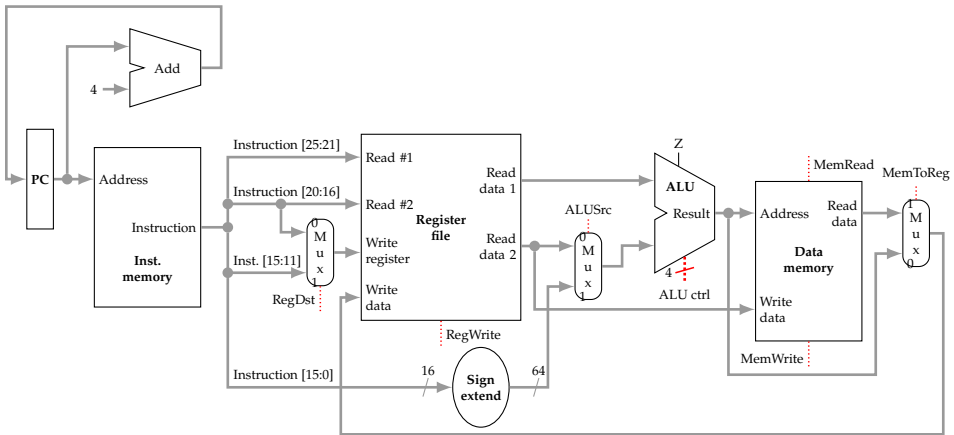 Add
4
PC
Address
Instruction
Inst.
memory
Instruction [25:21]
Instruction [20:16]
Inst. [15:11]
Instruction [15:0]
0
M
u
x
1
RegDst
Read #1
Read #2
Write
register
Write
data
Register
file
Read
data 1
Read
data 2
RegWrite
16
Sign
extend
64
ALUSrc
0
M
u
x
1
Z
ALU
Result
4
ALU ctrl
MemRead
Address
Read
data
Data
memory
Write
data
MemWrite
MemToReg
1
M
u
x
0